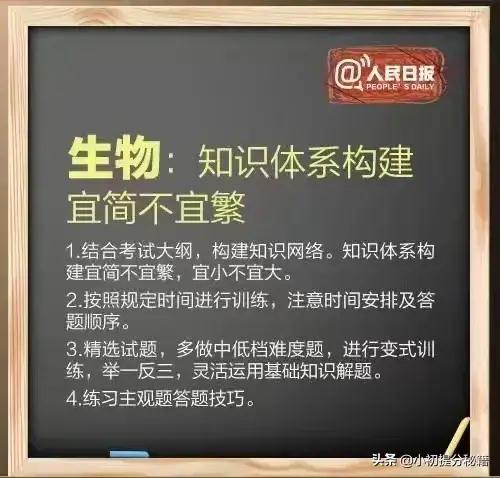 @人民日报
PEOPLE'S DAILY
生物：知识体系构建
宜简不宜繁
1.结合考试大纲，构建知识网络。知识体系构
建宜简不宜繁，宜小不宜大。
2.按照规定时间进行训练，注意时间安排及答
题顺序。
3.精选试题，多做中低档难度题，进行变式训
练，举一反三，灵活运用基础知识解题。
4.练习主观题答题技巧。
头条 @小初提分秘籍